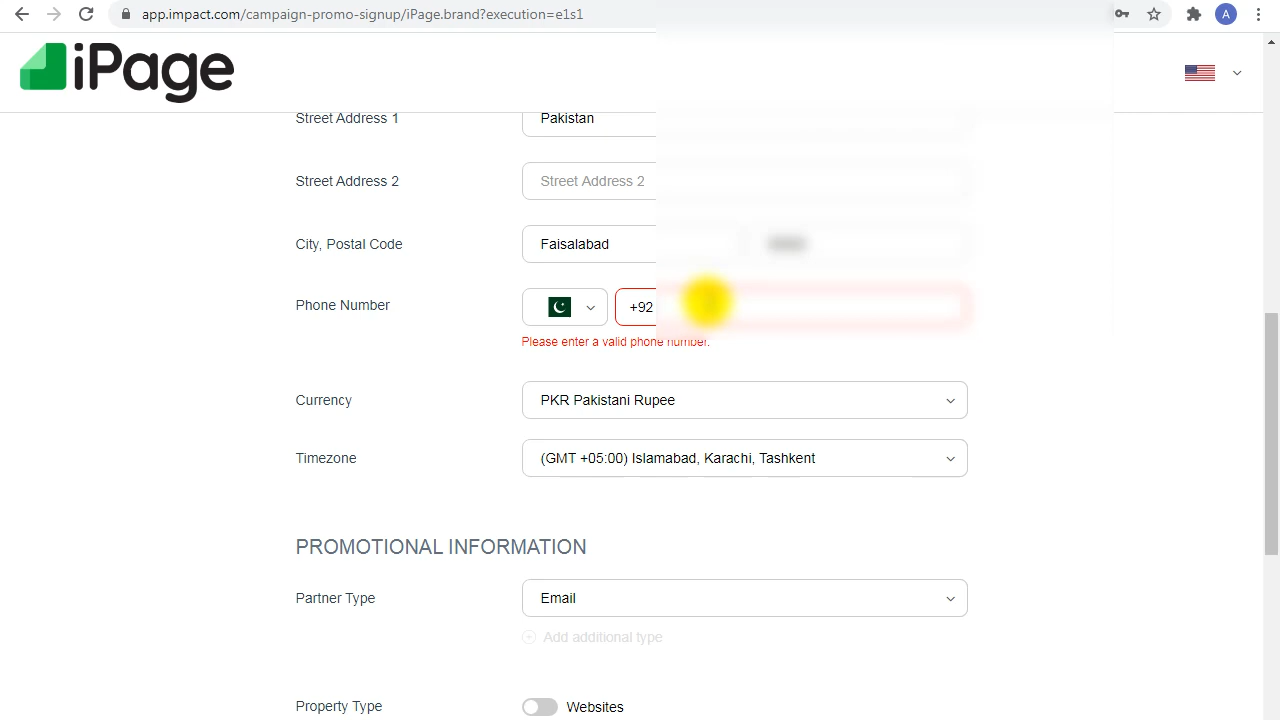 app.impact.com/campaign-promo-signup/iPage.brand?execution=e1s1
A
iPage
Street Address 1
Pakistan
Street Address 2
Street Address 2
City, Postal Code
Faisalabad
Phone Number
+92
Please enter a valid phone number.
Currency
PKR Pakistani Rupee
Timezone
(GMT +05:00) Islamabad, Karachi, Tashkent
PROMOTIONAL INFORMATION
Partner Type
Email
Add additional type
Property Type
Websites